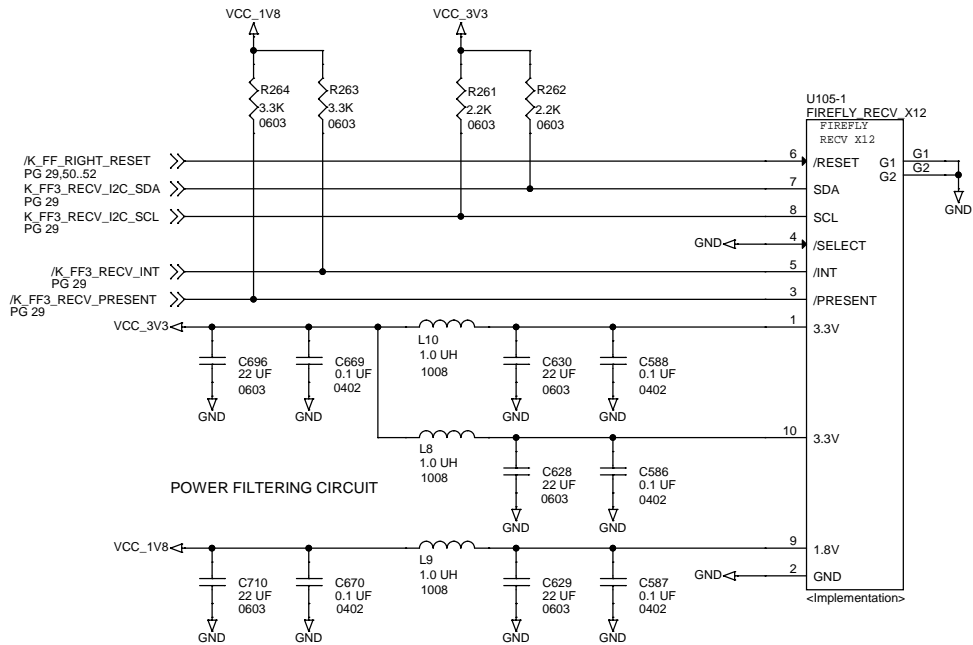 VCC_1V8
VCC_3V3
R264
3.3K
0603
R263
3.3K
0603
R261
2.2K
0603
R262
2.2K
0603
U105-1
FIREFLY_RECV_X12
FIREFLY
RECV X12
/K_FF_RIGHT_RESET
PG 29,50..52
6
/RESET
G1
G1
G2
G2
GND
K_FF3_RECV_I2C_SDA
PG 29
7
SDA
K_FF3_RECV_I2C_SCL
PG 29
8
SCL
GND
4
/SELECT
/K_FF3_RECV_INT
PG 29
5
/INT
/K_FF3_RECV_PRESENT
PG 29
3
/PRESENT
VCC_3V3
1
3.3V
C696
22 UF
0603
GND
C669
0.1 UF
0402
GND
L10
1.0 UH
1008
C630
22 UF
0603
GND
C588
0.1 UF
0402
GND
10
3.3V
L8
1.0 UH
1008
C628
22 UF
0603
GND
C586
0.1 UF
0402
GND
POWER FILTERING CIRCUIT
VCC_1V8
9
1.8V
C710
22 UF
0603
GND
C670
0.1 UF
0402
GND
L9
1.0 UH
1008
C629
22 UF
0603
GND
C587
0.1 UF
0402
GND
GND
2
GND
<Implementation>